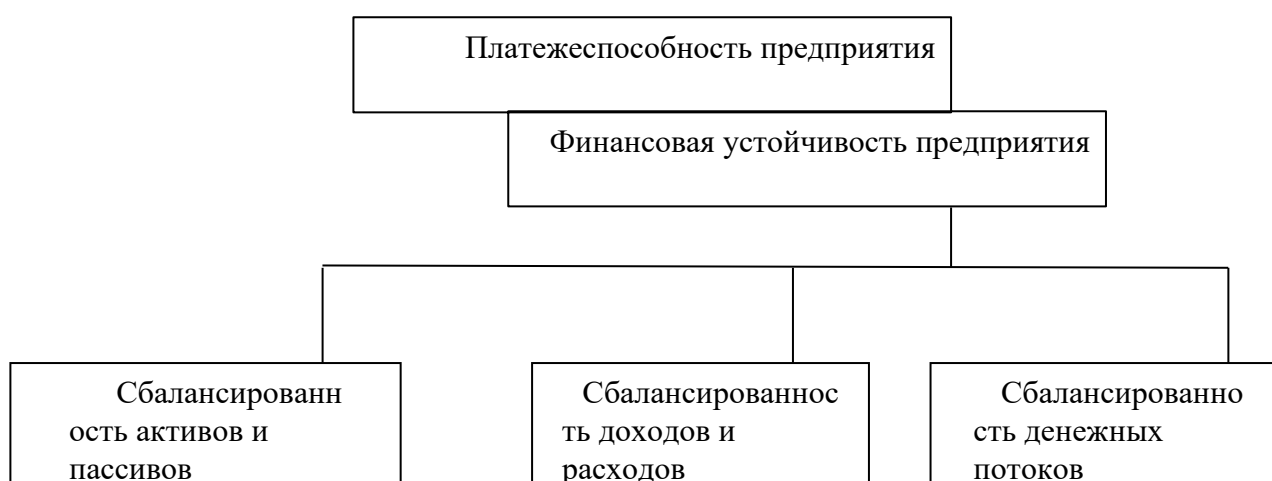 Платежеспособность предприятия
Финансовая устойчивость предприятия
Сбалансированн
ость активов и
пассивов
Сбалансированнос
ть доходов и
расходов
Сбалансированно
сть денежных
потоков